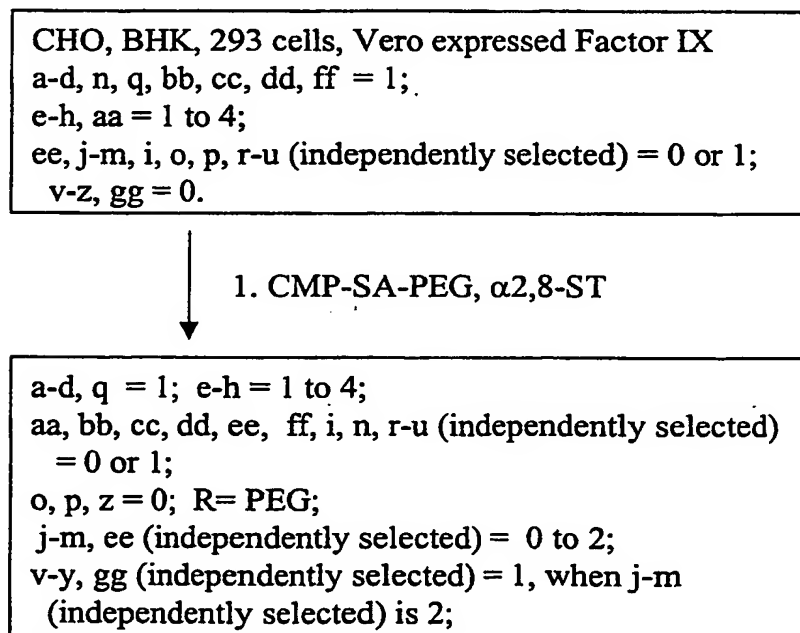 CHO, BHK, 293 cells, Vero expressed Factor IX
a-d, n, q, bb, cc, dd, ff = 1;
e-h, aa = 1 to 4;
ee, j-m, i, o, p, r-u (independently selected) = 0 or 1;
v-z, gg = 0.
1. CMP-SA-PEG, α2,8-ST
a-d, q = 1; e-h = 1 to 4;
aa, bb, cc, dd, ee, ff, i, n, r-u (independently selected)
= 0 or 1;
o, p, z = 0; R= PEG;
j-m, ee (independently selected) = 0 to 2;
v-y, gg (independently selected) = 1, when j-m
(independently selected) is 2;